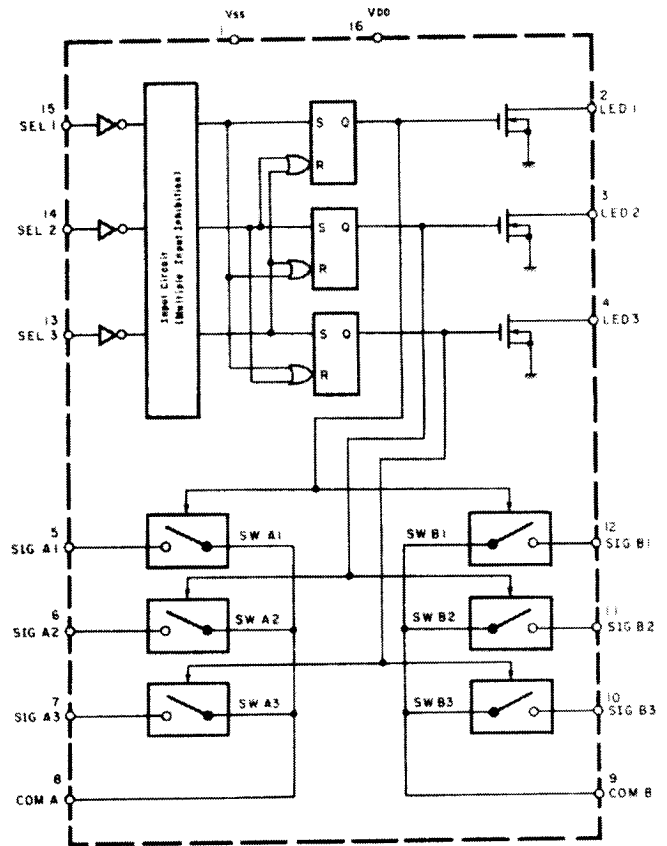 Vss
1
VDD
16
15
SEL 1
14
SEL 2
13
SEL 3
Input Circuit
(Multiple Input Inhibition)
S Q
R
S Q
R
S Q
R
2
LED 1
3
LED 2
4
LED 3
5
SIG A1
SW A1
SW B1
12
SIG B1
6
SIG A2
SW A2
SW B2
11
SIG B2
7
SIG A3
SW A3
SW B3
10
SIG B3
8
COM A
9
COM B